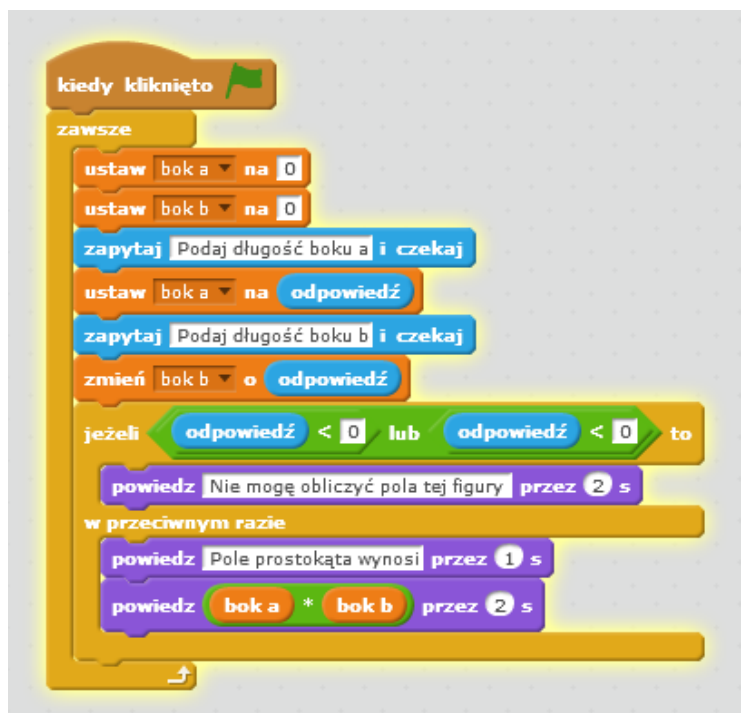 kiedy kliknięto
zawsze
ustaw bok a na 0
ustaw bok b na 0
zapytaj Podaj długość boku a i czekaj
ustaw bok a na odpowiedź
zapytaj Podaj długość boku b i czekaj
zmień bok b o odpowiedź
jeżeli odpowiedź < 0 lub odpowiedź < 0 to
powiedz Nie mogę obliczyć pola tej figury przez 2 s
w przeciwnym razie
powiedz Pole prostokąta wynosi przez 1 s
powiedz bok a * bok b przez 2 s